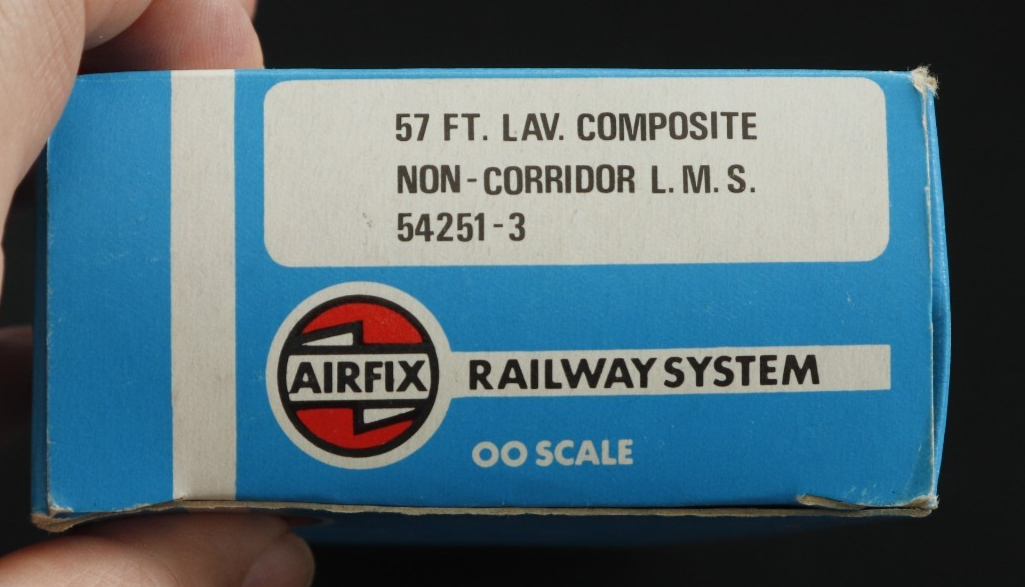 57 FT. LAV. COMPOSITE
NON-CORRIDOR L.M.S.
54251-3
AIRFIX RAILWAY SYSTEM
OO SCALE